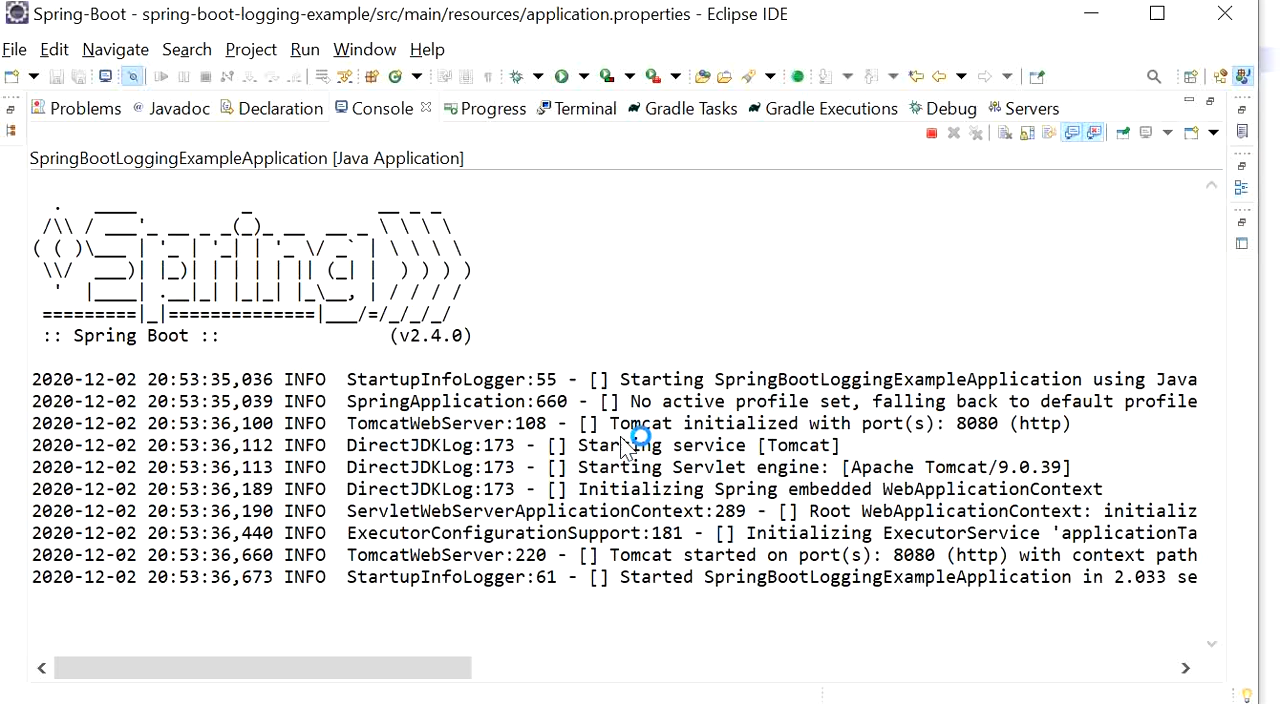 Spring-Boot - spring-boot-logging-example/src/main/resources/application.properties - Eclipse IDE
File Edit Navigate Search Project Run Window Help
Problems Javadoc Declaration Console Progress Terminal Gradle Tasks Gradle Executions Debug Servers
SpringBootLoggingExampleApplication [Java Application]
Spring
:: Spring Boot :: (v2.4.0)
2020-12-02 20:53:35,036 INFO StartupInfoLogger:55 - [] Starting SpringBootLoggingExampleApplication using Java
2020-12-02 20:53:35,039 INFO SpringApplication:660 - [] No active profile set, falling back to default profile
2020-12-02 20:53:36,100 INFO TomcatWebServer:108 - [] Tomcat initialized with port(s): 8080 (http)
2020-12-02 20:53:36,112 INFO DirectJDKLog:173 - [] Starting service [Tomcat]
2020-12-02 20:53:36,113 INFO DirectJDKLog:173 - [] Starting Servlet engine: [Apache Tomcat/9.0.39]
2020-12-02 20:53:36,189 INFO DirectJDKLog:173 - [] Initializing Spring embedded WebApplicationContext
2020-12-02 20:53:36,190 INFO ServletWebServerApplicationContext:289 - [] Root WebApplicationContext: initializ
2020-12-02 20:53:36,440 INFO ExecutorConfigurationSupport:181 - [] Initializing ExecutorService 'applicationTa
2020-12-02 20:53:36,660 INFO TomcatWebServer:220 - [] Tomcat started on port(s): 8080 (http) with context path
2020-12-02 20:53:36,673 INFO StartupInfoLogger:61 - [] Started SpringBootLoggingExampleApplication in 2.033 se